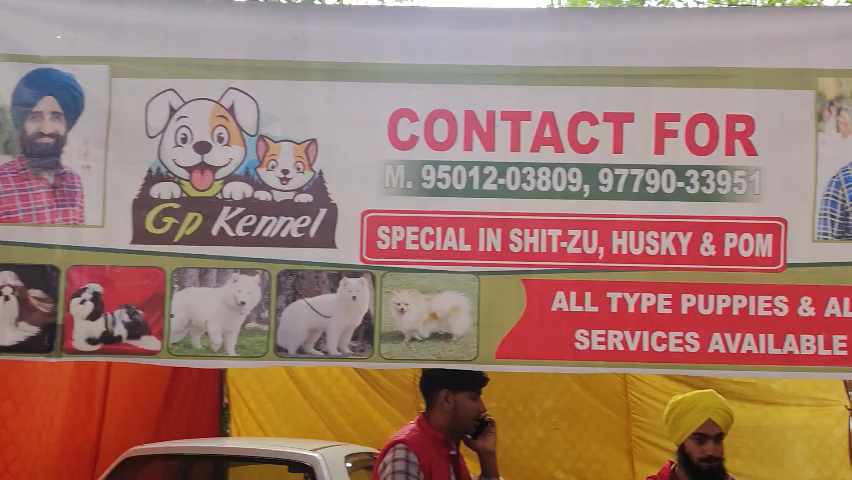 CONTACT FOR
M. 95012-03809, 97790-33951
Gp Kennel
SPECIAL IN SHIT-ZU, HUSKY & POM
ALL TYPE PUPPIES &
SERVICES AVAILABLE